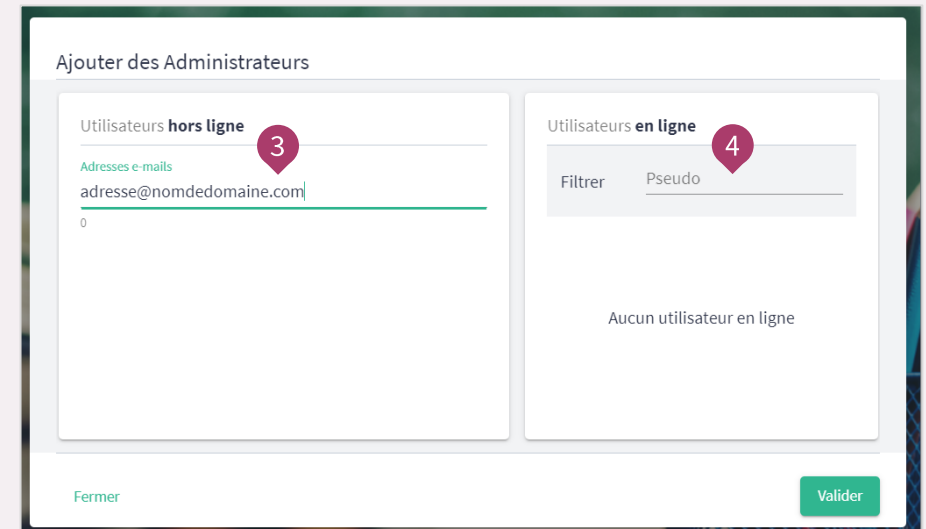 Ajouter des Administrateurs
Utilisateurs hors ligne
3
Adresses e-mails
adresse@nomdedomaine.com
0
Utilisateurs en ligne
4
Filtrer Pseudo
Aucun utilisateur en ligne
Fermer
Valider